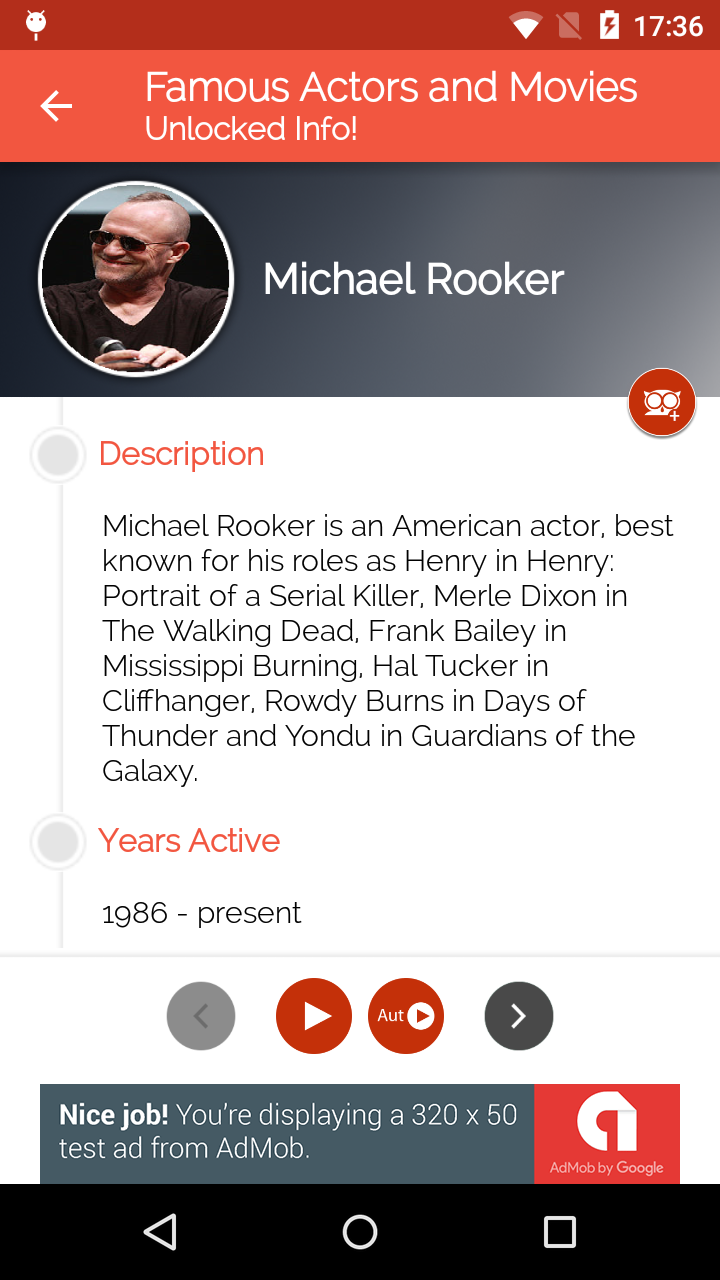 17:36
Famous Actors and Movies
Unlocked Info!
Michael Rooker
Description
Michael Rooker is an American actor, best
known for his roles as Henry in Henry:
Portrait of a Serial Killer, Merle Dixon in
The Walking Dead, Frank Bailey in
Mississippi Burning, Hal Tucker in
Cliffhanger, Rowdy Burns in Days of
Thunder and Yondu in Guardians of the
Galaxy.
Years Active
1986 - present
Aut
Nice job! You're displaying a 320 x 50
test ad from AdMob.
AdMob by Google